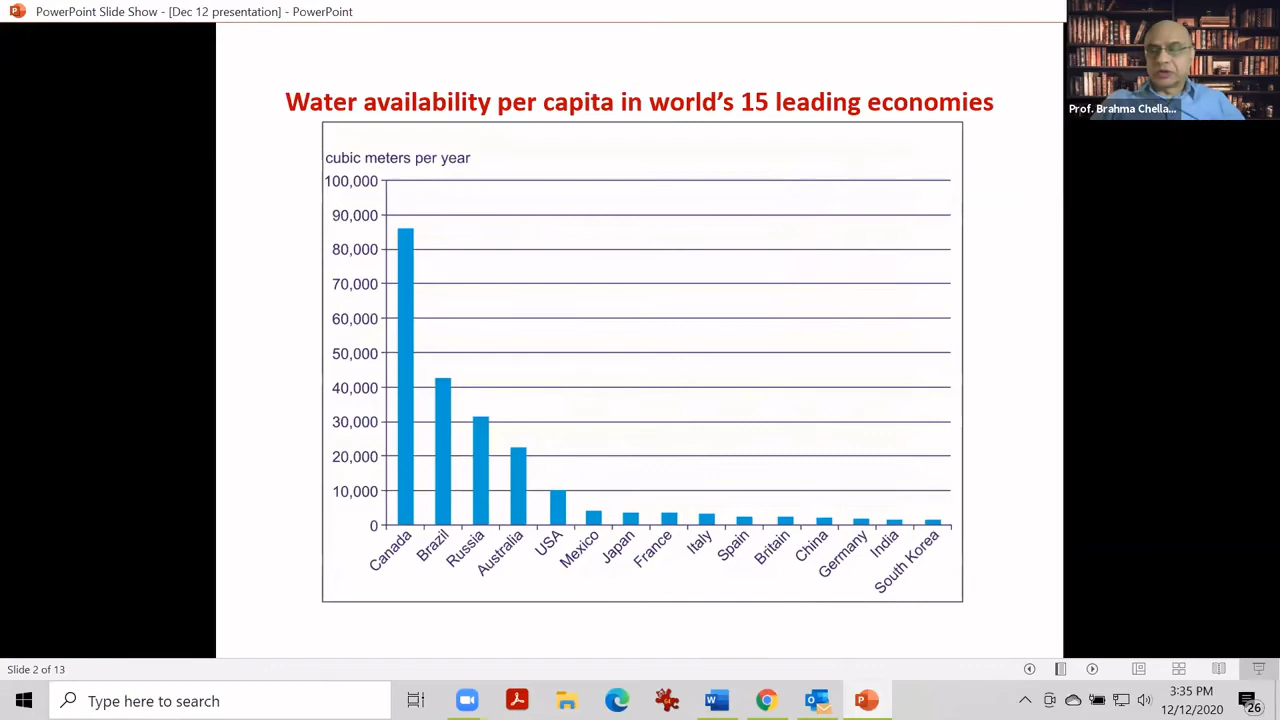 PowerPoint Slide Show - [Dec 12 presentation] - PowerPoint
Prof. Brahma Chella...
Water availability per capita in world's 15 leading economies
cubic meters per year
100,000
90,000
80,000
70,000
60,000
50,000
40,000
30,000
20,000
10,000
0
Canada
Brazil
Russia
Australia
USA
Mexico
Japan
France
Italy
Spain
Britain
China
Germany
India
South Korea
Slide 2 of 13
Type here to search
3:35 PM
12/12/2020
26